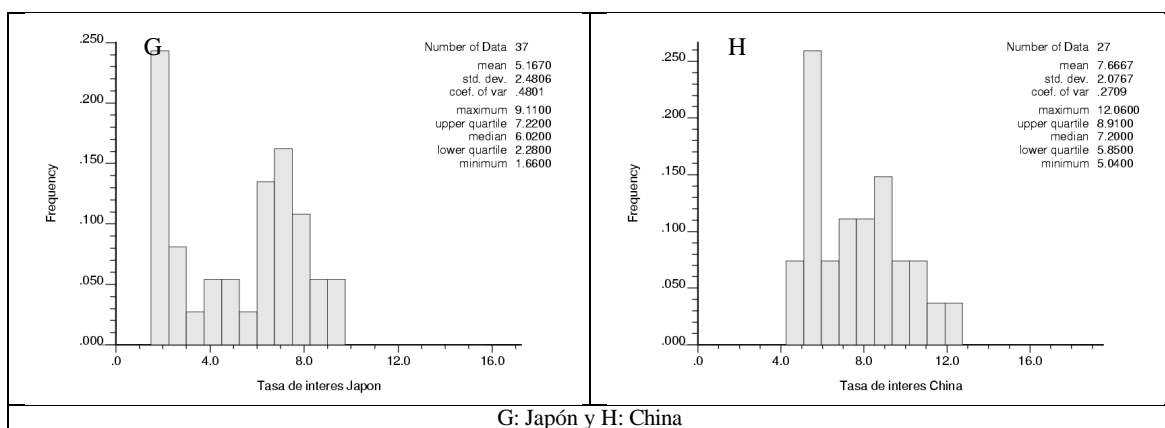 G
Number of Data 37
mean 5.1670
std. dev. 2.4806
coef. of var .4801
maximum 9.1100
upper quartile 7.2200
median 6.0200
lower quartile 2.2800
minimum 1.6600
Frequency
.250
.200
.150
.100
.050
.000
.0 4.0 8.0 12.0 16.0
Tasa de interes Japon
H
Number of Data 27
mean 7.6667
std. dev. 2.0767
coef. of var .2709
maximum 12.0600
upper quartile 8.9100
median 7.2000
lower quartile 5.8500
minimum 5.0400
Frequency
.250
.200
.150
.100
.050
.000
.0 4.0 8.0 12.0 16.0
Tasa de interes China
G: Japón y H: China